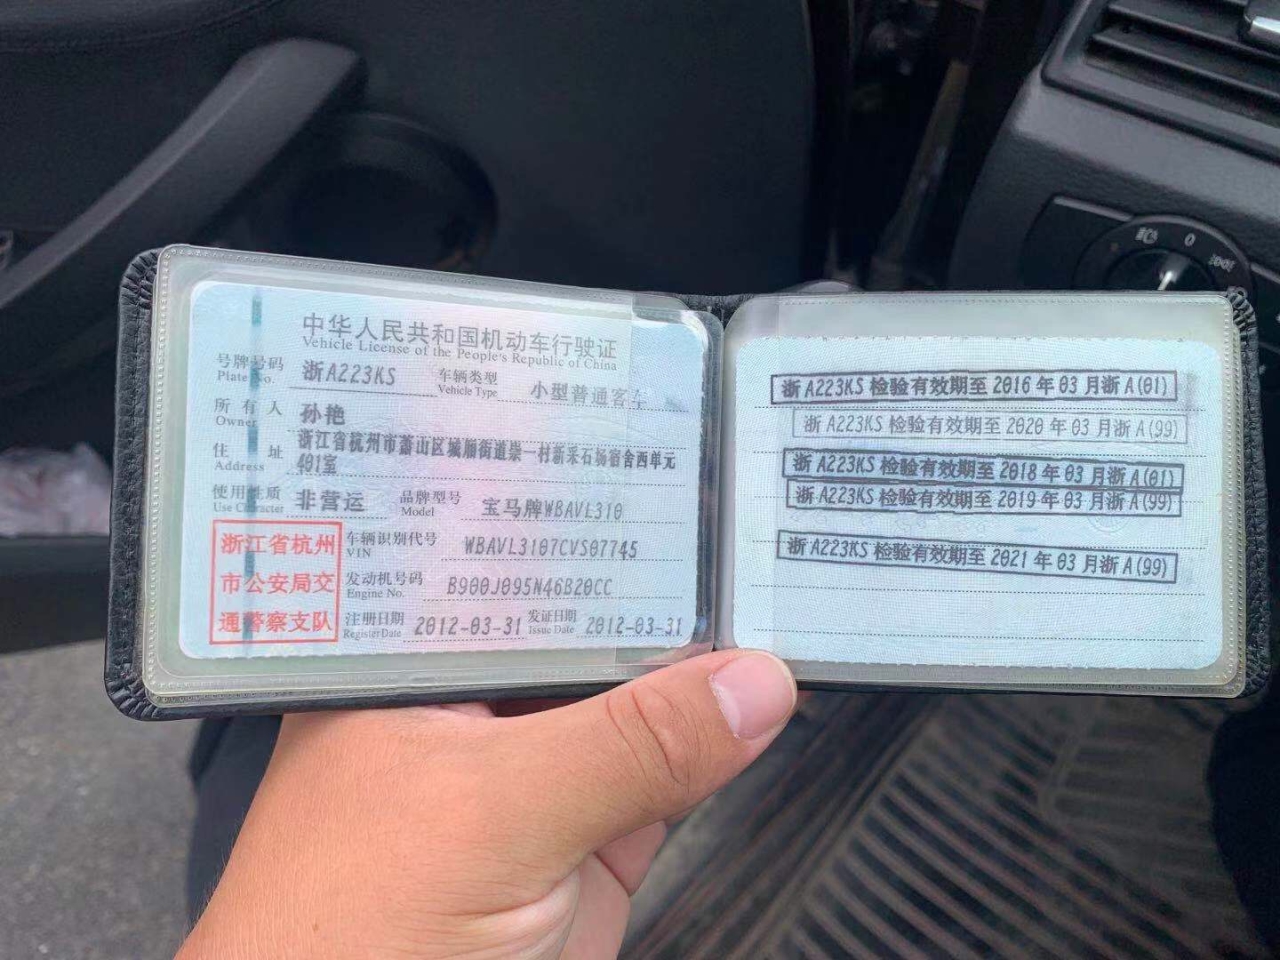 中华人民共和国机动车行驶证
Vehicle License of the People's Republic of China
号牌号码 浙A223KS 车辆类型 小型普通客车
Plate No. Vehicle Type
所有人 孙艳
Owner
住址 浙江省杭州市萧山区城厢街道崇一村新采石场宿舍西单元
Address 401室
使用性质 非营运 品牌型号 宝马牌WBAVL310
Use Character Model
浙江省杭州
市公安局交
通警察支队
车辆识别代号 WBAVL3107CVS07745
VIN
发动机号码 B900J095N46B20CC
Engine No.
注册日期 2012-03-31 发证日期 2012-03-31
Register Date Issue Date
浙A223KS检验有效期至2016年03月浙A(01)
浙A223KS检验有效期至2020年03月浙A(99)
浙A223KS检验有效期至2018年03月浙A(01)
浙A223KS检验有效期至2019年03月浙A(99)
浙A223KS检验有效期至2021年03月浙A(99)
0